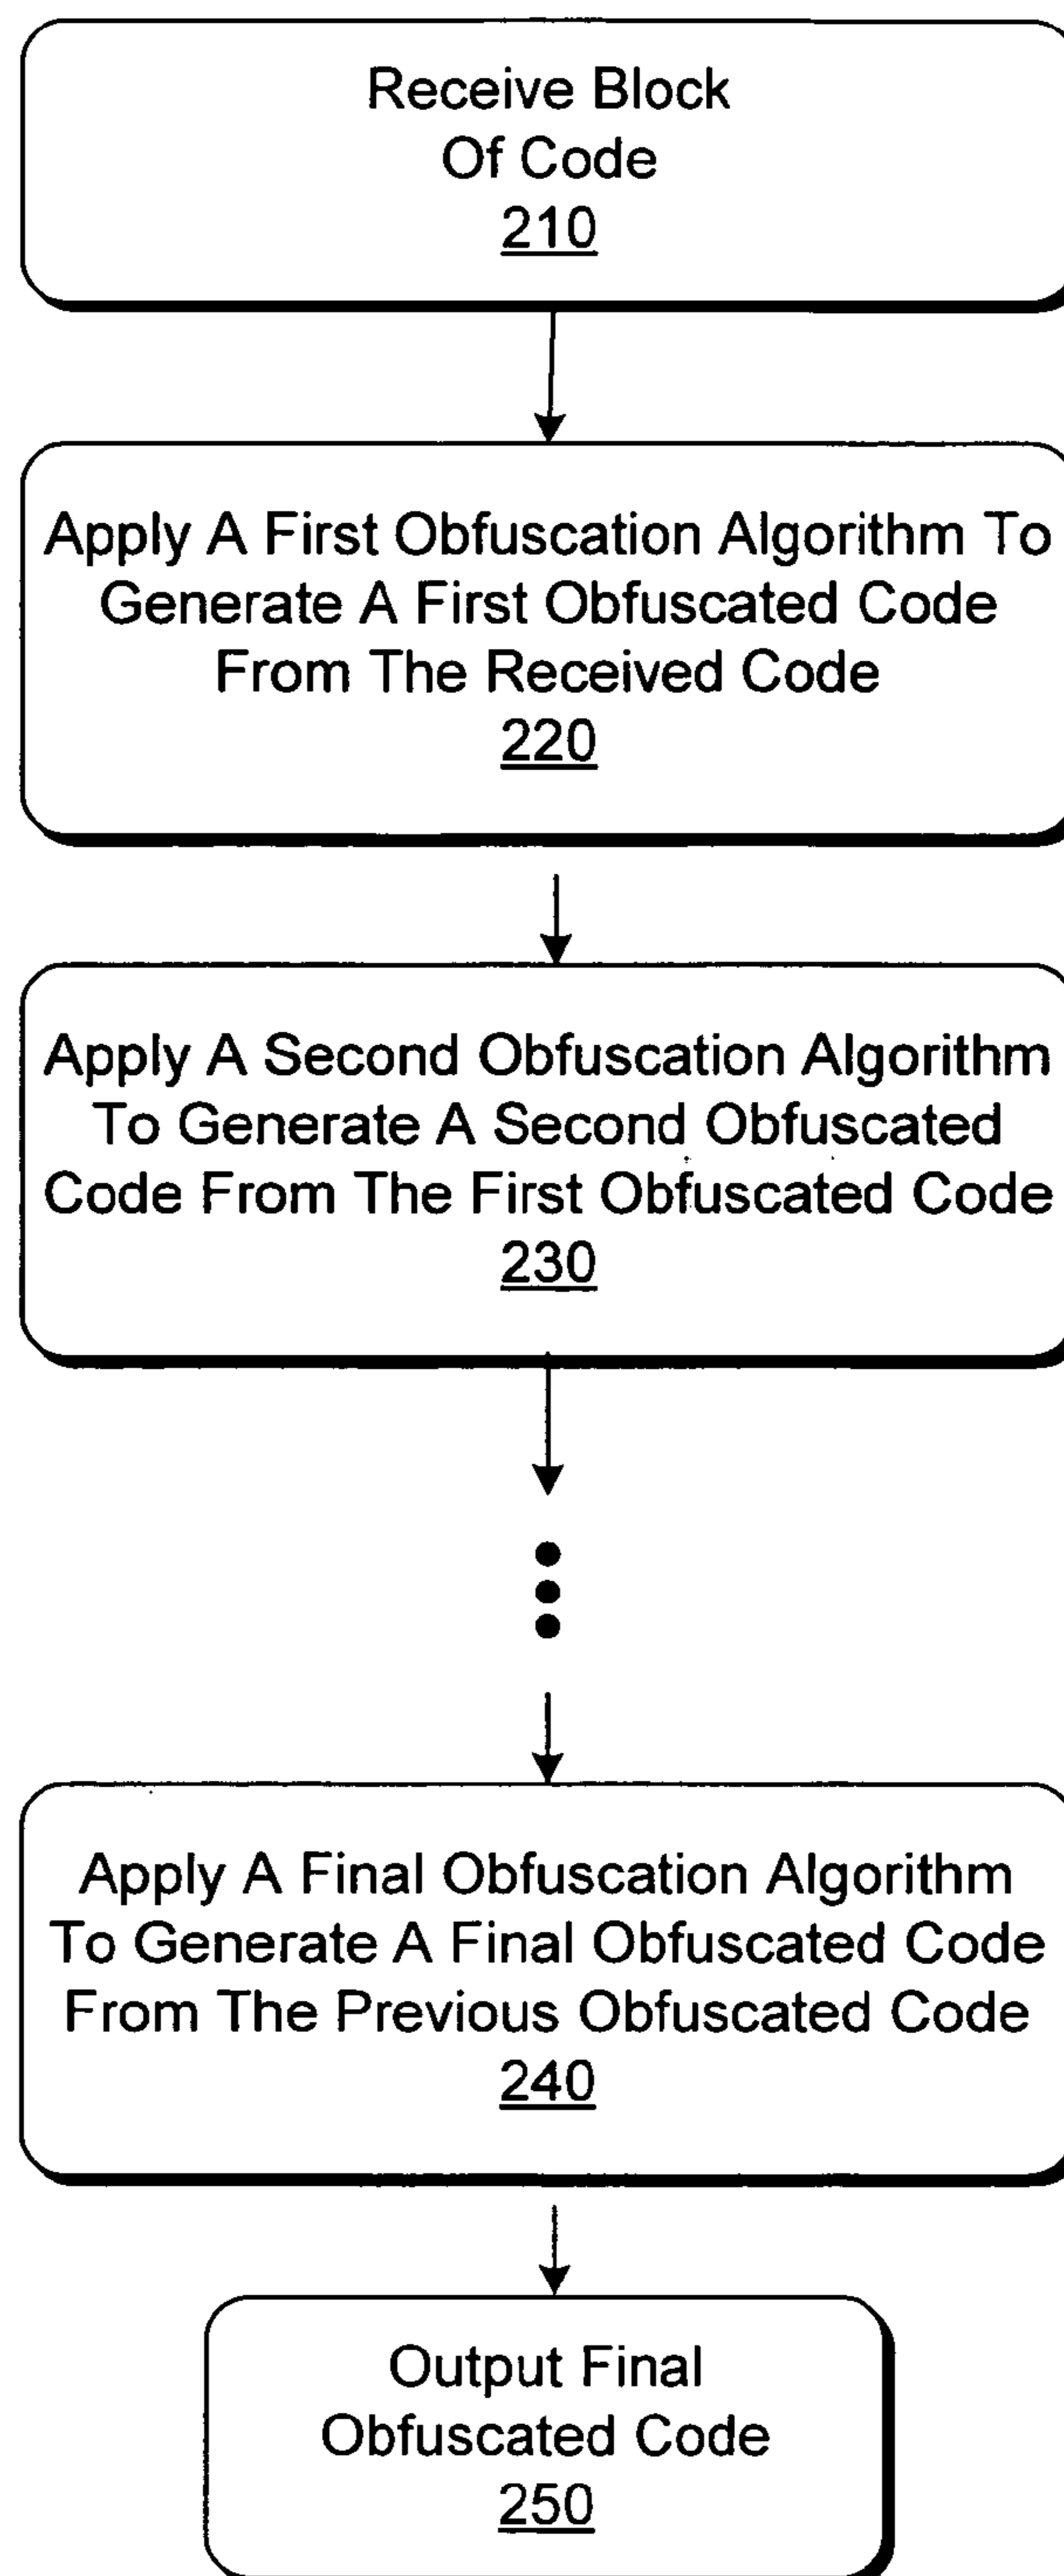 Receive Block
Of Code
210
Apply A First Obfuscation Algorithm To
Generate A First Obfuscated Code
From The Received Code
220
Apply A Second Obfuscation Algorithm
To Generate A Second Obfuscated
Code From The First Obfuscated Code
230
Apply A Final Obfuscation Algorithm
To Generate A Final Obfuscated Code
From The Previous Obfuscated Code
240
Output Final
Obfuscated Code
250